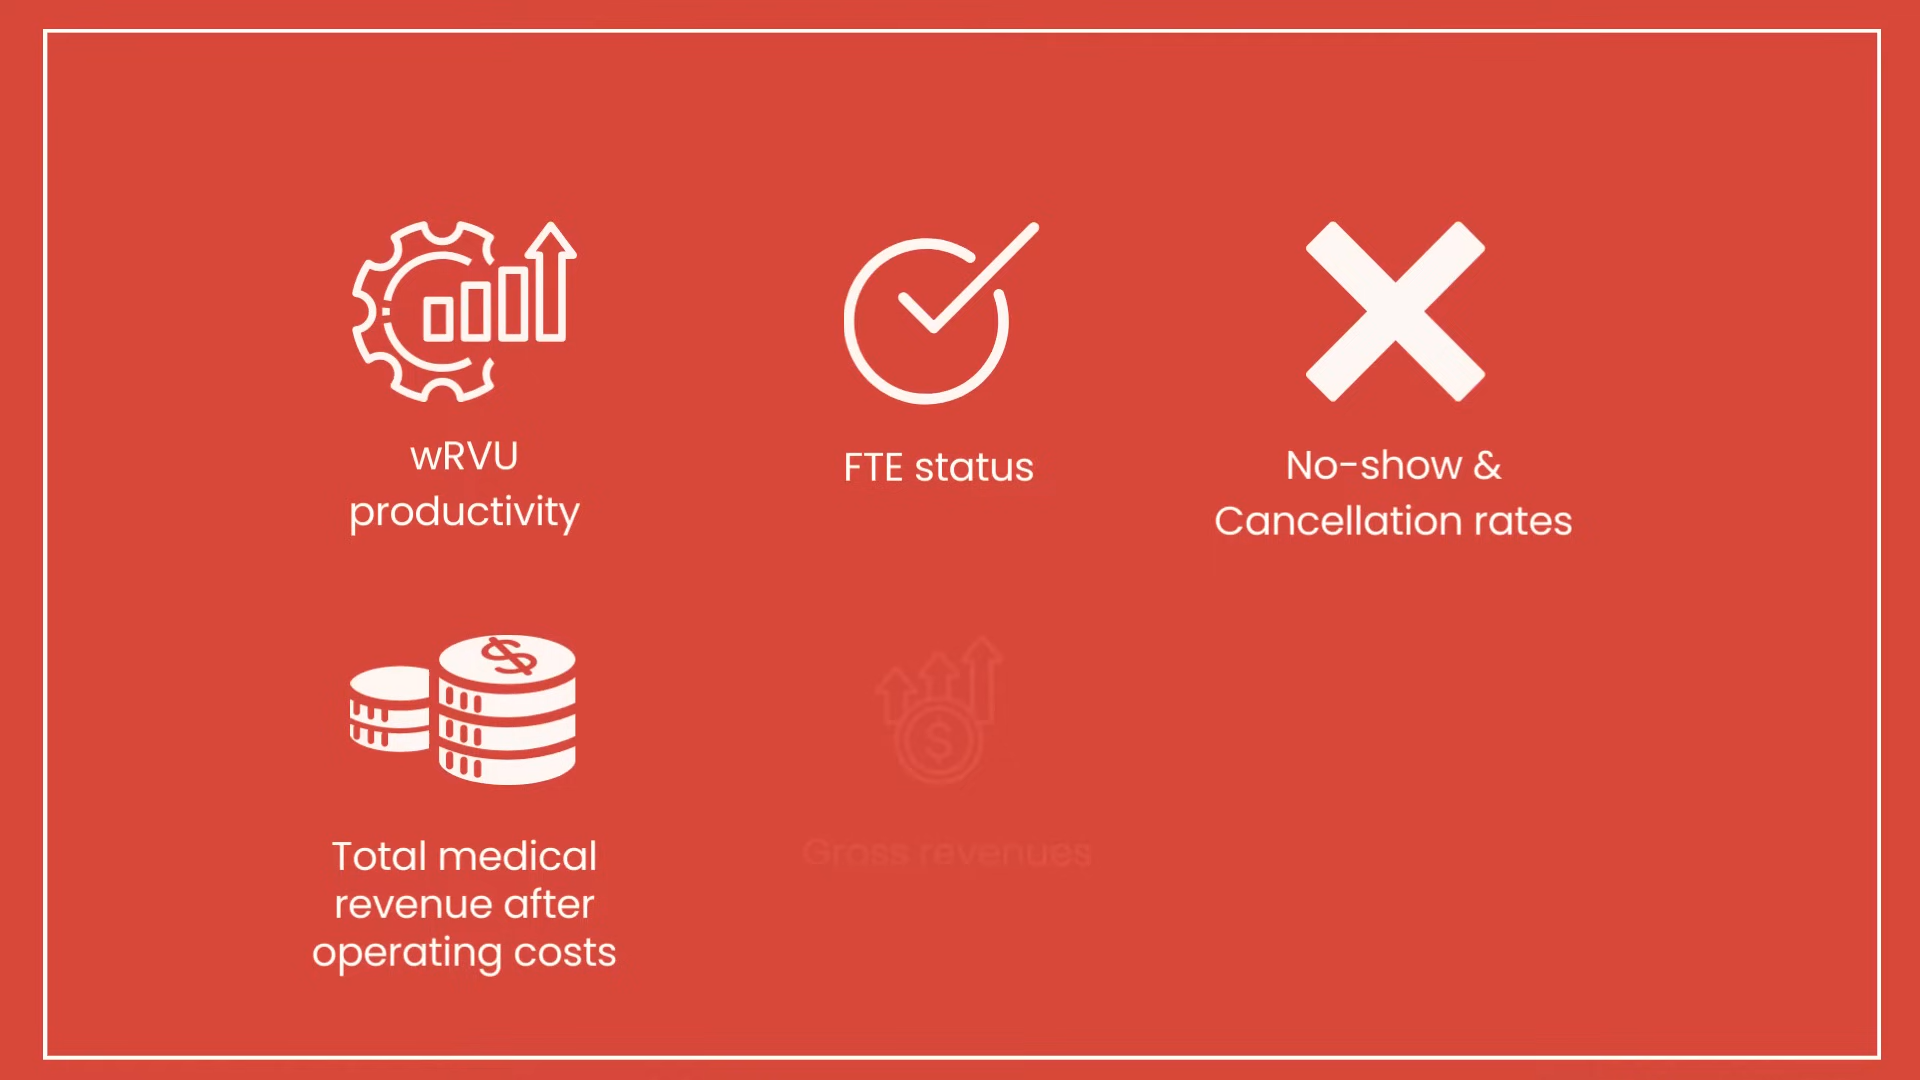 wRVU
productivity
FTE status
No-show &
Cancellation rates
$
Total medical
revenue after
operating costs
$
Gross revenues